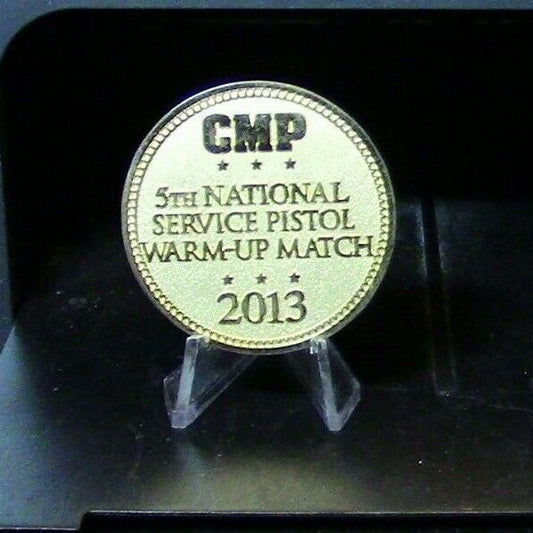 CMP
5TH NATIONAL
SERVICE PISTOL
WARM-UP MATCH
2013